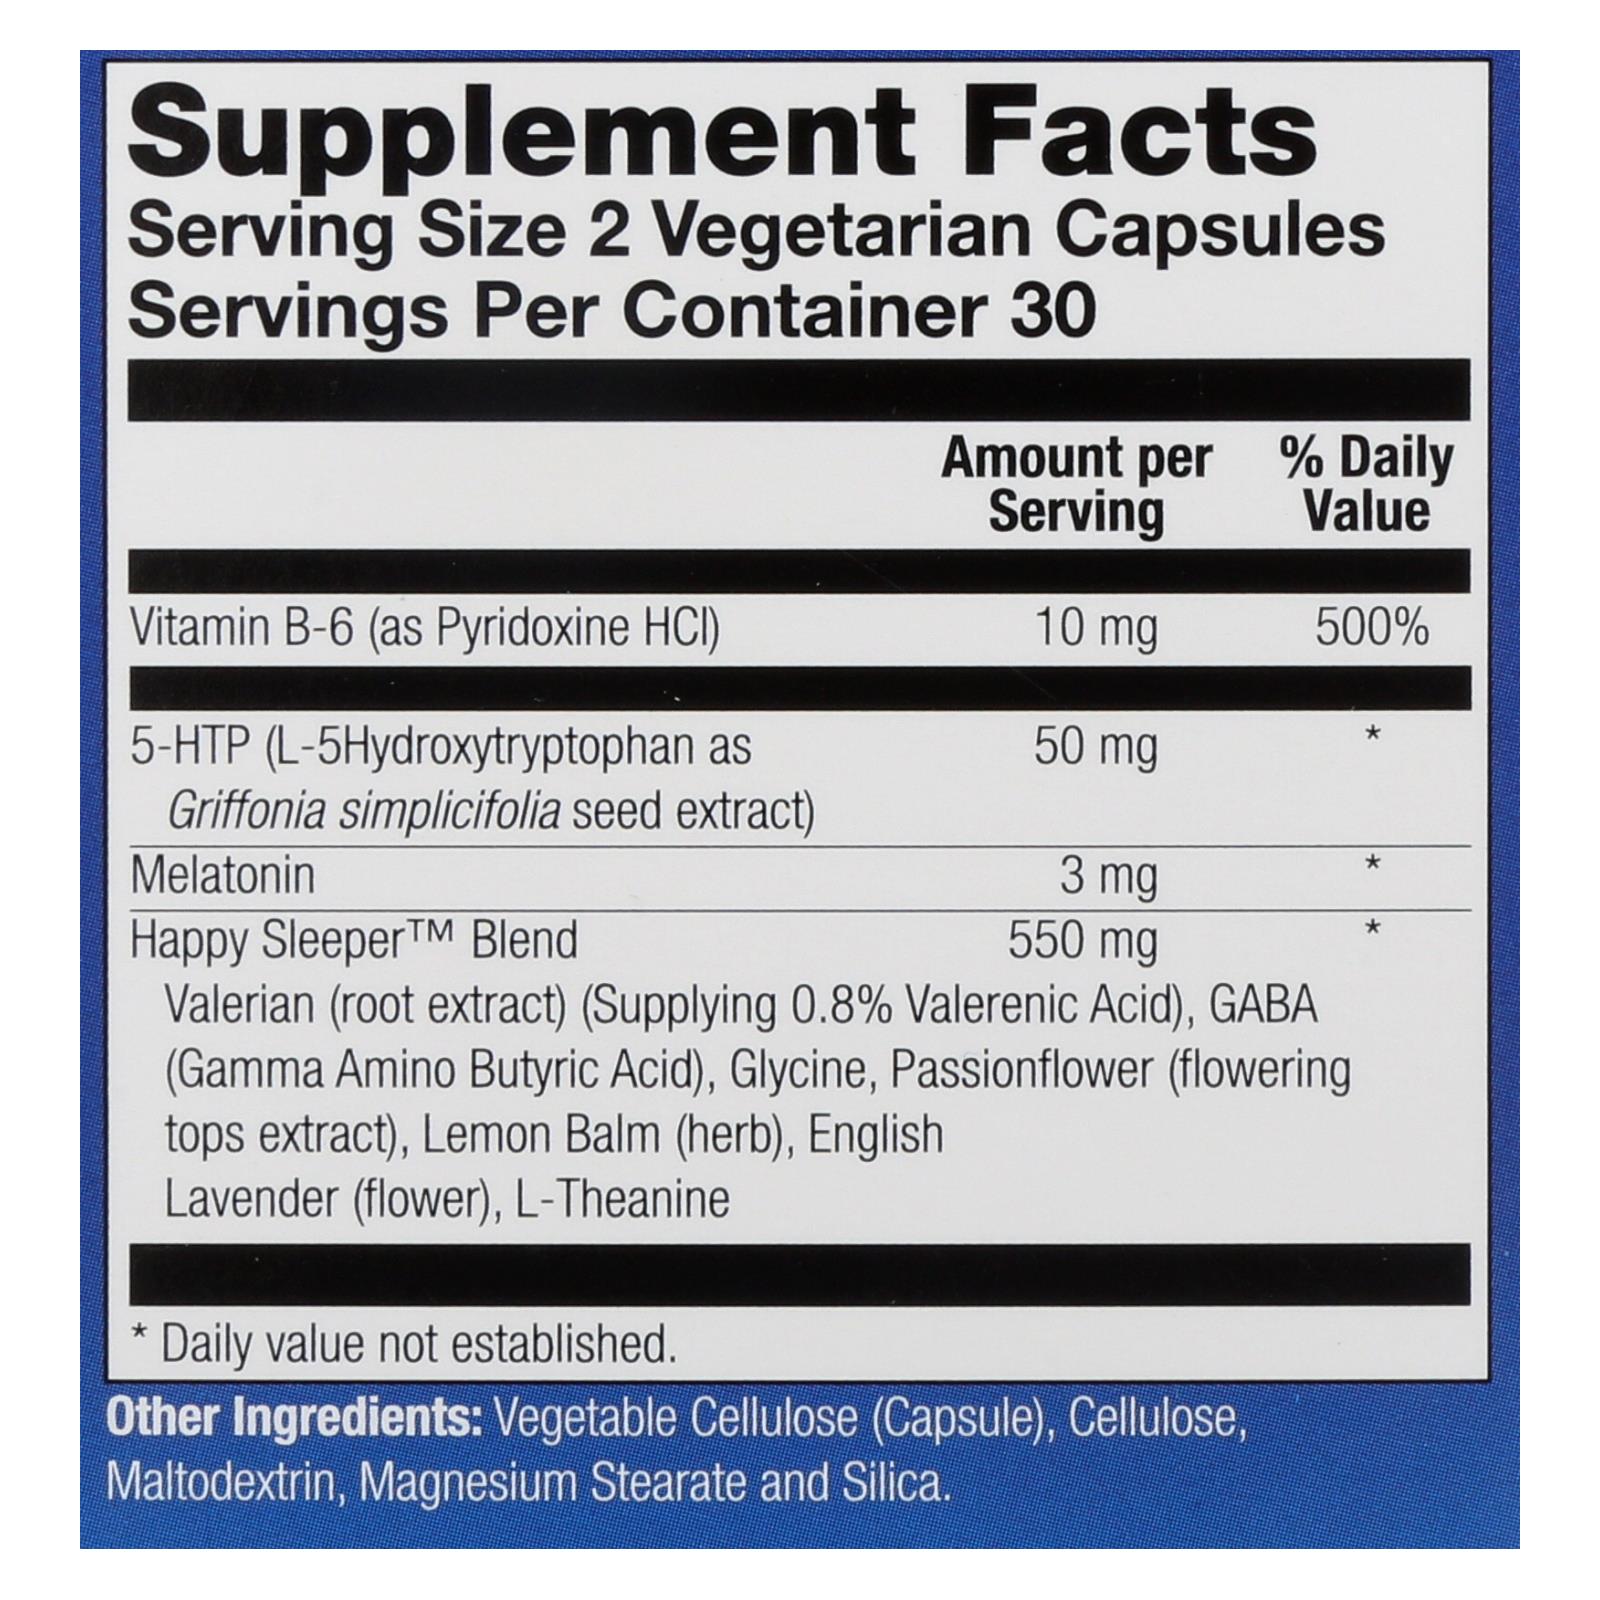 Supplement Facts
Serving Size 2 Vegetarian Capsules
Servings Per Container 30
Amount per % Daily
Serving Value
Vitamin B-6 (as Pyridoxine HCl) 10 mg 500%
5-HTP (L-5Hydroxytryptophan as 50 mg *
Griffonia simplicifolia seed extract)
Melatonin 3 mg *
Happy Sleeper™ Blend 550 mg *
Valerian (root extract) (Supplying 0.8% Valerenic Acid), GABA
(Gamma Amino Butyric Acid), Glycine, Passionflower (flowering
tops extract), Lemon Balm (herb), English
Lavender (flower), L-Theanine
* Daily value not established.
Other Ingredients: Vegetable Cellulose (Capsule), Cellulose,
Maltodextrin, Magnesium Stearate and Silica.